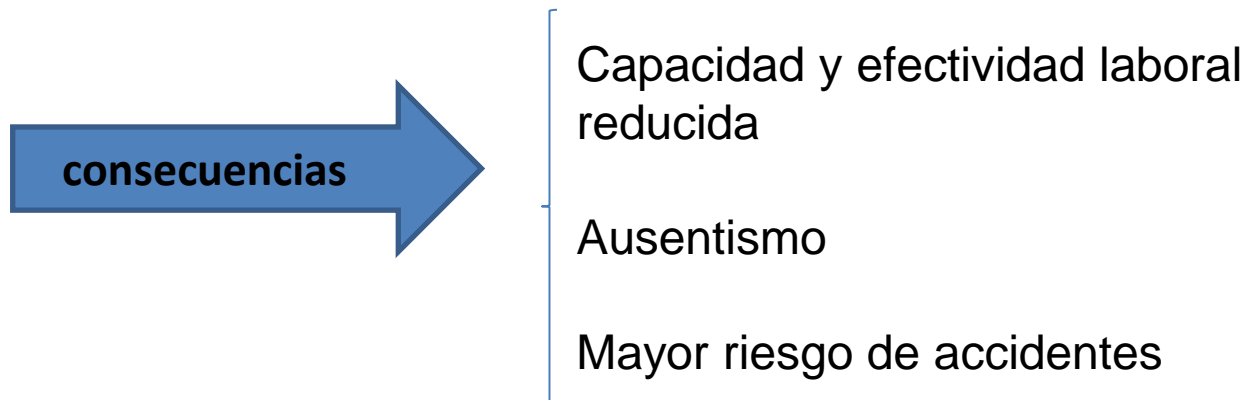 consecuencias
Capacidad y efectividad laboral
reducida
Ausentismo
Mayor riesgo de accidentes